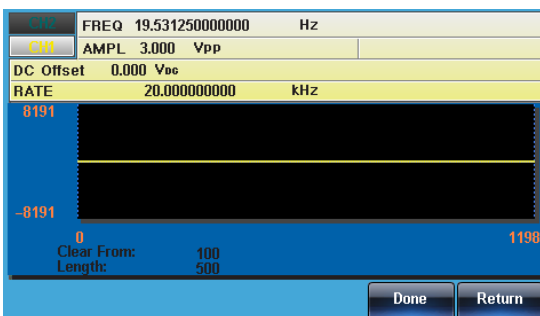 CH2 FREQ 19.531250000000 Hz
CH1 AMPL 3.000 Vpp
DC Offset 0.000 VDC
RATE 20.000000000 kHz
8191
-8191
0 1198
Clear From: 100
Length: 500
Done Return